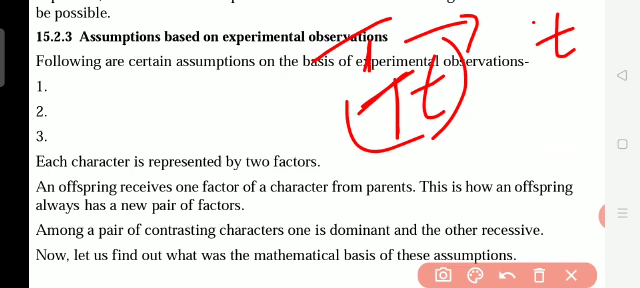 be possible.
15.2.3 Assumptions based on experimental observations
Following are certain assumptions on the basis of experimental observations-
1.
2.
3.
Each character is represented by two factors.
An offspring receives one factor of a character from parents. This is how an offspring
always has a new pair of factors.
Among a pair of contrasting characters one is dominant and the other recessive.
Now, let us find out what was the mathematical basis of these assumptions.
Tt
t